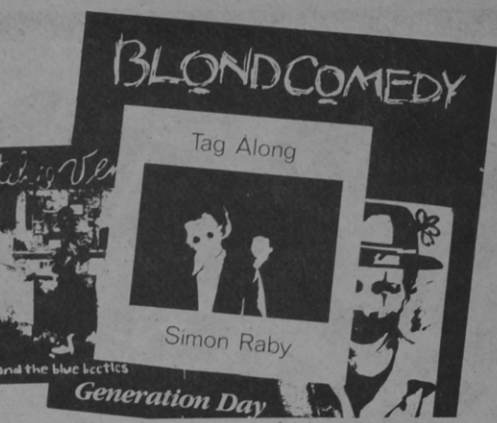 BLONDCOMEDY
Tag Along
Simon Raby
and the blue beetles
Generation Day